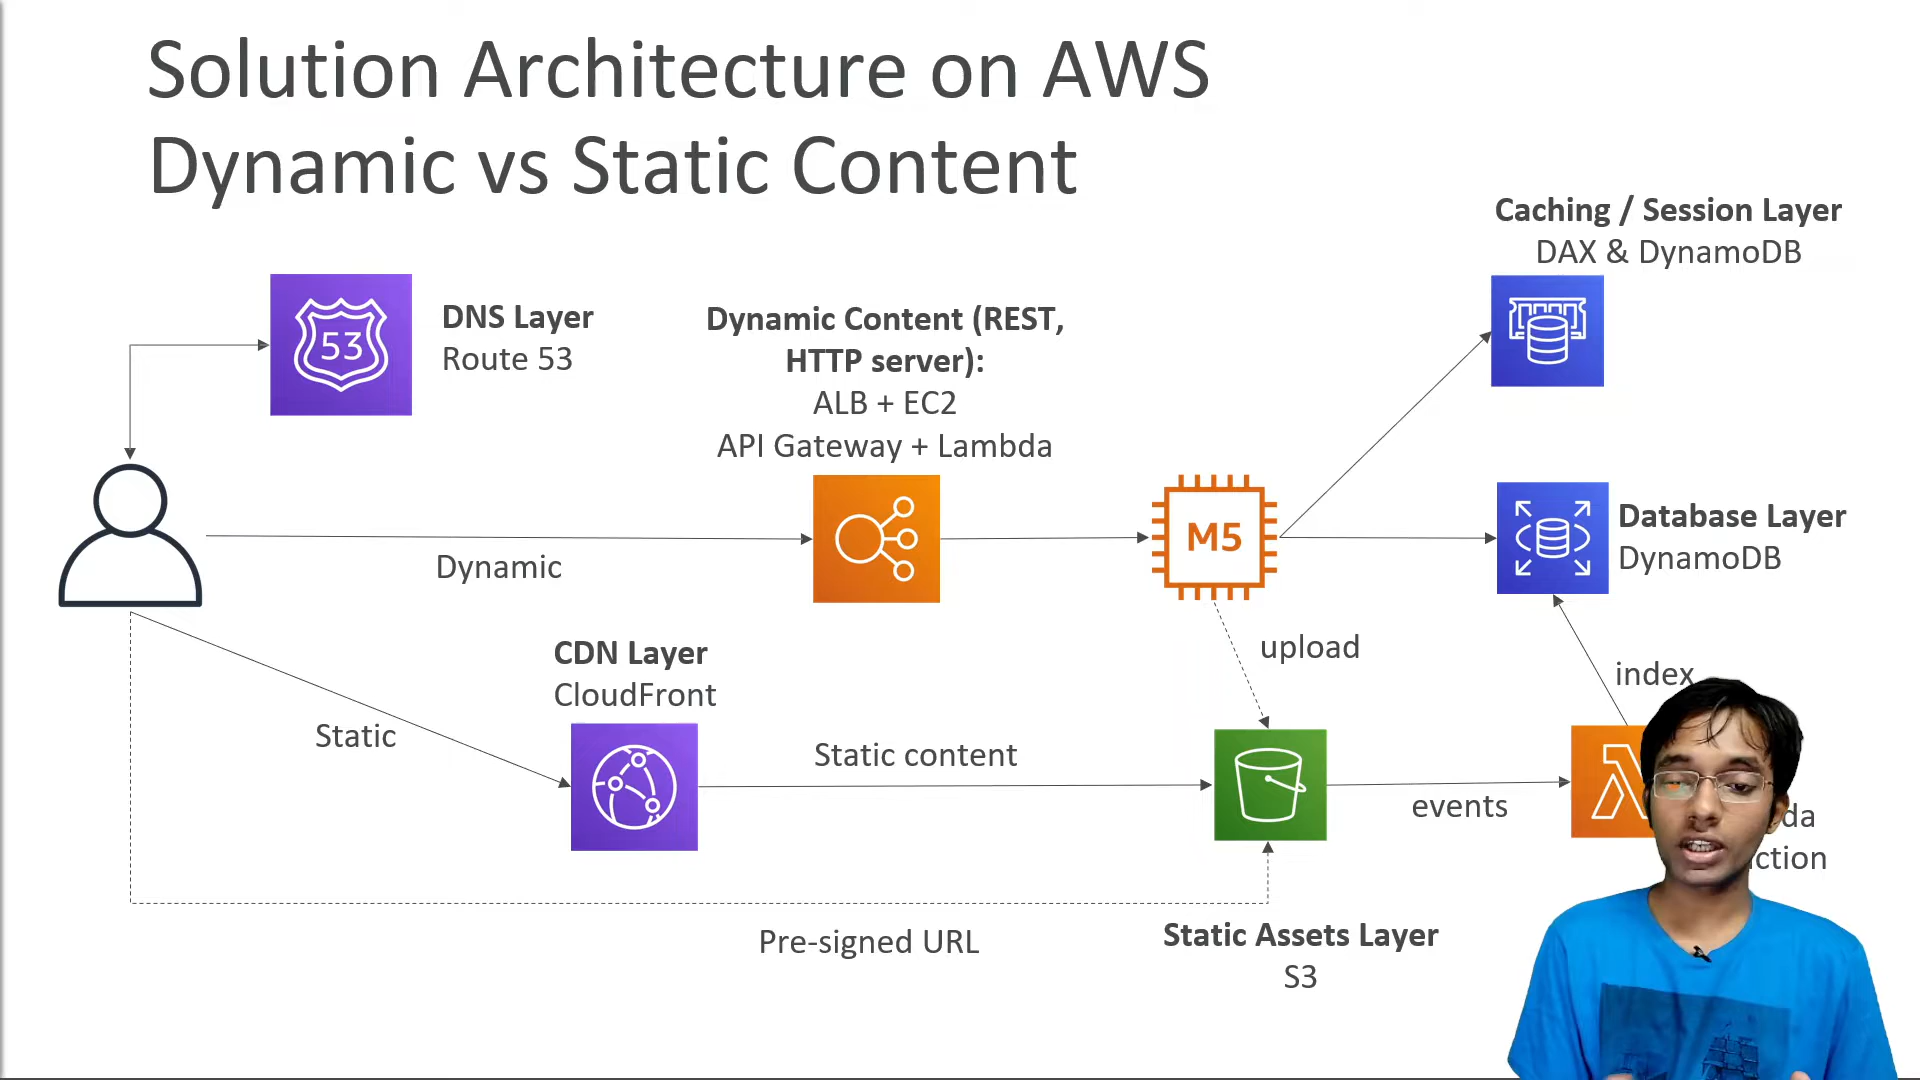 Solution Architecture on AWS
Dynamic vs Static Content
Caching / Session Layer
DAX & DynamoDB
53
DNS Layer
Route 53
Dynamic Content (REST,
HTTP server):
ALB + EC2
API Gateway + Lambda
M5
Database Layer
DynamoDB
Dynamic
upload
index
CDN Layer
CloudFront
Static
Static content
events
Pre-signed URL
Static Assets Layer
S3